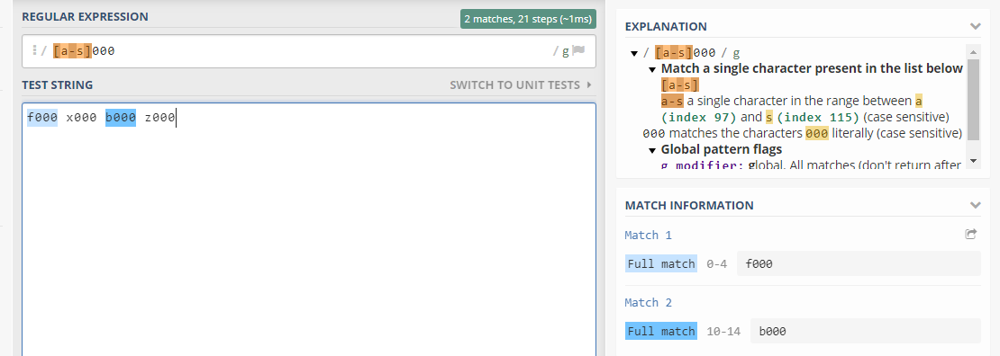 REGULAR EXPRESSION
2 matches, 21 steps (~1ms)
/ [a-s]000
/ g
TEST STRING
SWITCH TO UNIT TESTS
f000 x000 b000 z000
EXPLANATION
/ [a-s]000 / g
Match a single character present in the list below
[a-s]
a-s a single character in the range between a
(index 97) and s (index 115) (case sensitive)
000 matches the characters 000 literally (case sensitive)
Global pattern flags
g modifier: global. All matches (don't return after
MATCH INFORMATION
Match 1
Full match 0-4 f000
Match 2
Full match 10-14 b000